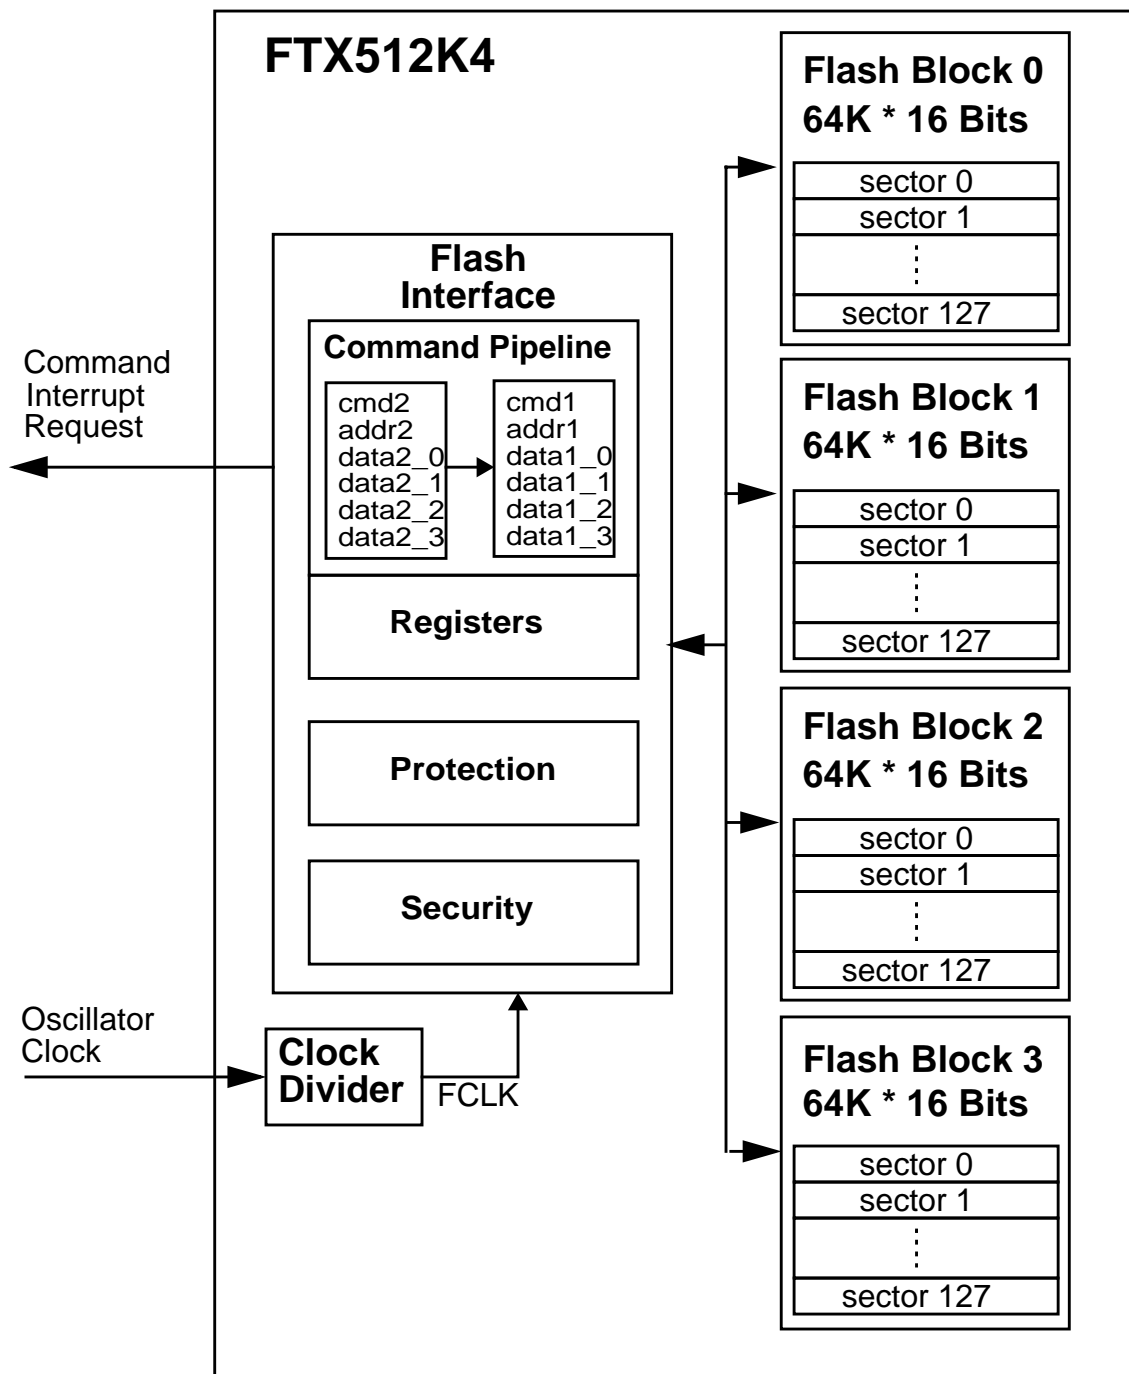 FTX512K4
Command
Interrupt
Request
Oscillator
Clock
Flash
Interface
Command Pipeline
cmd2
addr2
data2_0
data2_1
data2_2
data2_3
cmd1
addr1
data1_0
data1_1
data1_2
data1_3
Registers
Protection
Security
Clock
Divider
FCLK
Flash Block 0
64K * 16 Bits
sector 0
sector 1
sector 127
Flash Block 1
64K * 16 Bits
sector 0
sector 1
sector 127
Flash Block 2
64K * 16 Bits
sector 0
sector 1
sector 127
Flash Block 3
64K * 16 Bits
sector 0
sector 1
sector 127